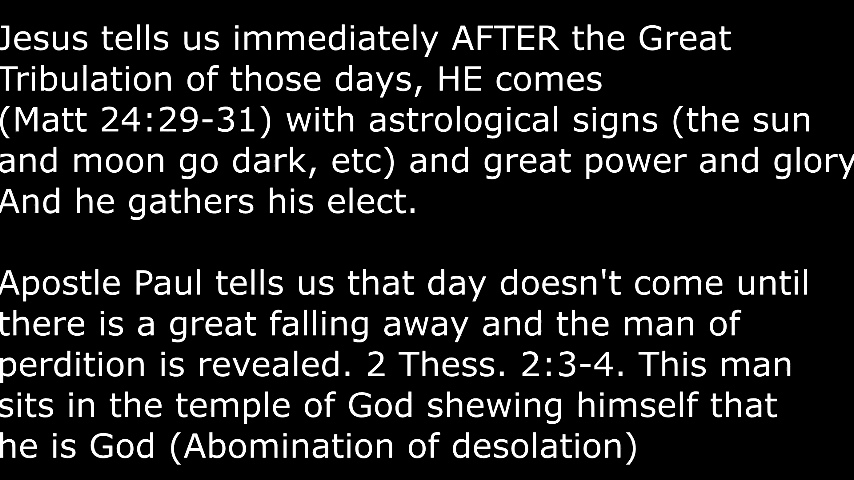 Jesus tells us immediately AFTER the Great
Tribulation of those days, HE comes
(Matt 24:29-31) with astrological signs (the sun
and moon go dark, etc) and great power and glory
And he gathers his elect.
Apostle Paul tells us that day doesn't come until
there is a great falling away and the man of
perdition is revealed. 2 Thess. 2:3-4. This man
sits in the temple of God shewing himself that
he is God (Abomination of desolation)